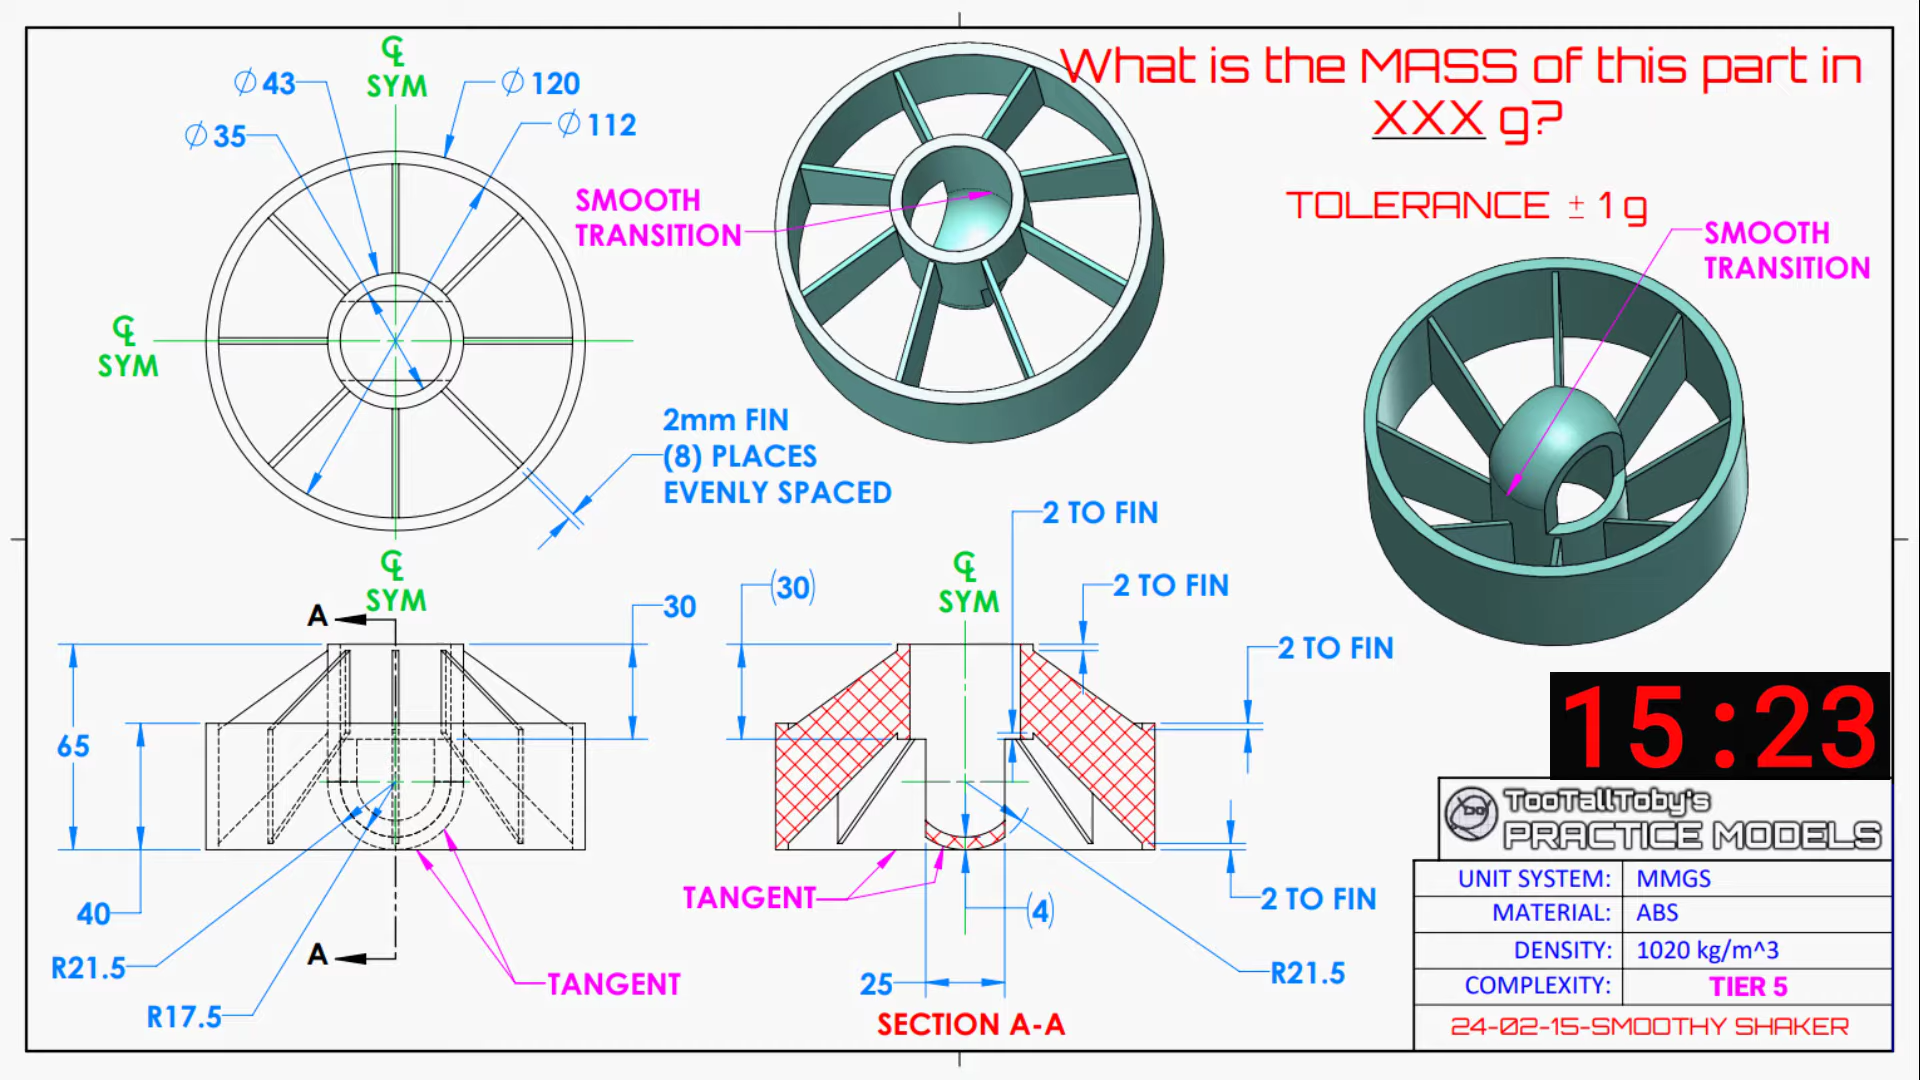 What is the MASS of this part in
XXX g?
TOLERANCE ± 1 g
℄
SYM
∅ 43
∅ 35
∅ 120
∅ 112
℄
SYM
SMOOTH
TRANSITION
SMOOTH
TRANSITION
2mm FIN
(8) PLACES
EVENLY SPACED
℄
SYM
A
30
65
40
A
R21.5
R17.5
TANGENT
2 TO FIN
℄
SYM
(30)
2 TO FIN
2 TO FIN
2 TO FIN
TANGENT
(4)
25
R21.5
SECTION A-A
15:23
TooTallToby's
PRACTICE MODELS
UNIT SYSTEM: MMGS
MATERIAL: ABS
DENSITY: 1020 kg/m^3
COMPLEXITY: TIER 5
24-02-15-SMOOTHY SHAKER